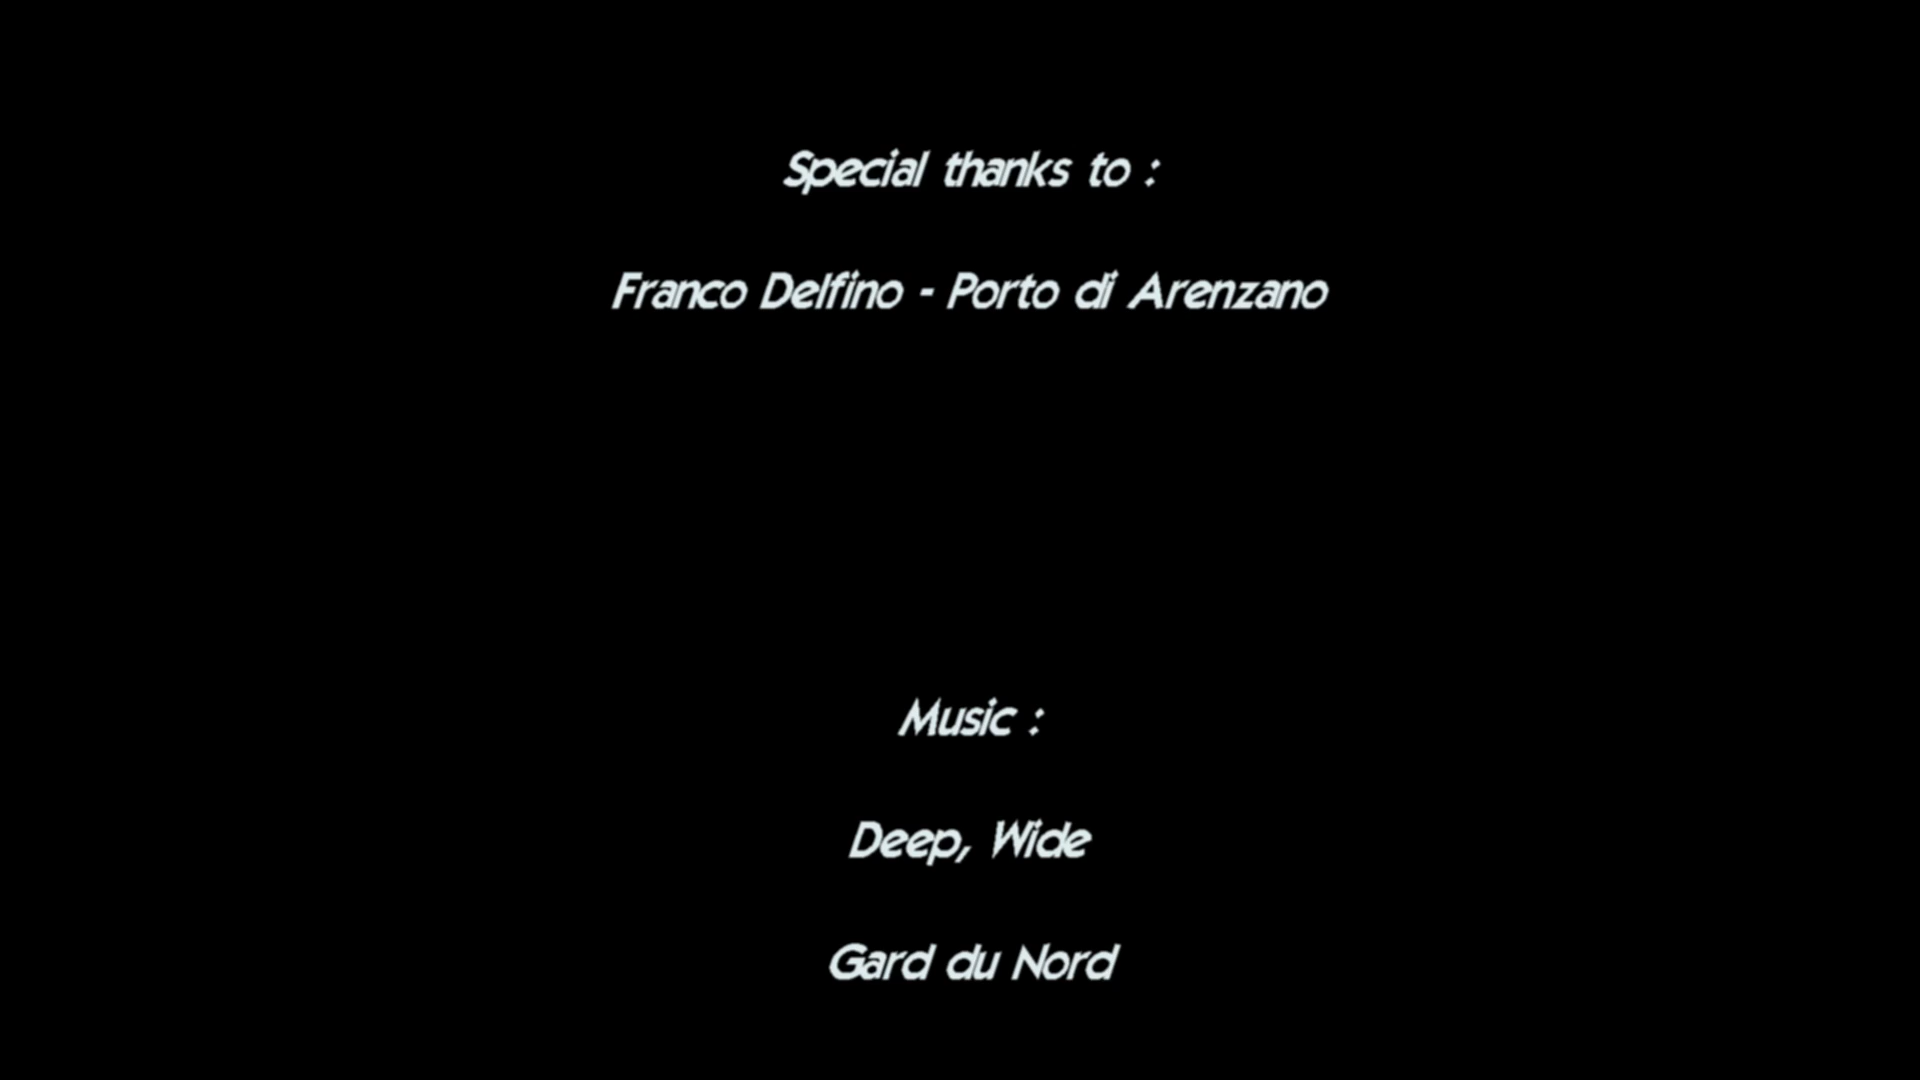 Special thanks to :
Franco Delfino - Porto di Arenzano
Music :
Deep, Wide
Gard du Nord